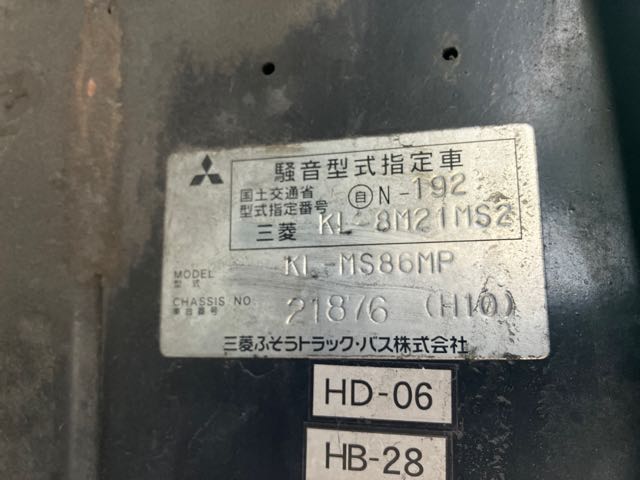 騒音型式指定車
国土交通省
型式指定番号 自 N-192
三菱 KL-8M21MS2
MODEL
型式 KL-MS86MP
CHASSIS NO.
車台番号 21876 (H10)
三菱ふそうトラック・バス株式会社
HD-06
HB-28